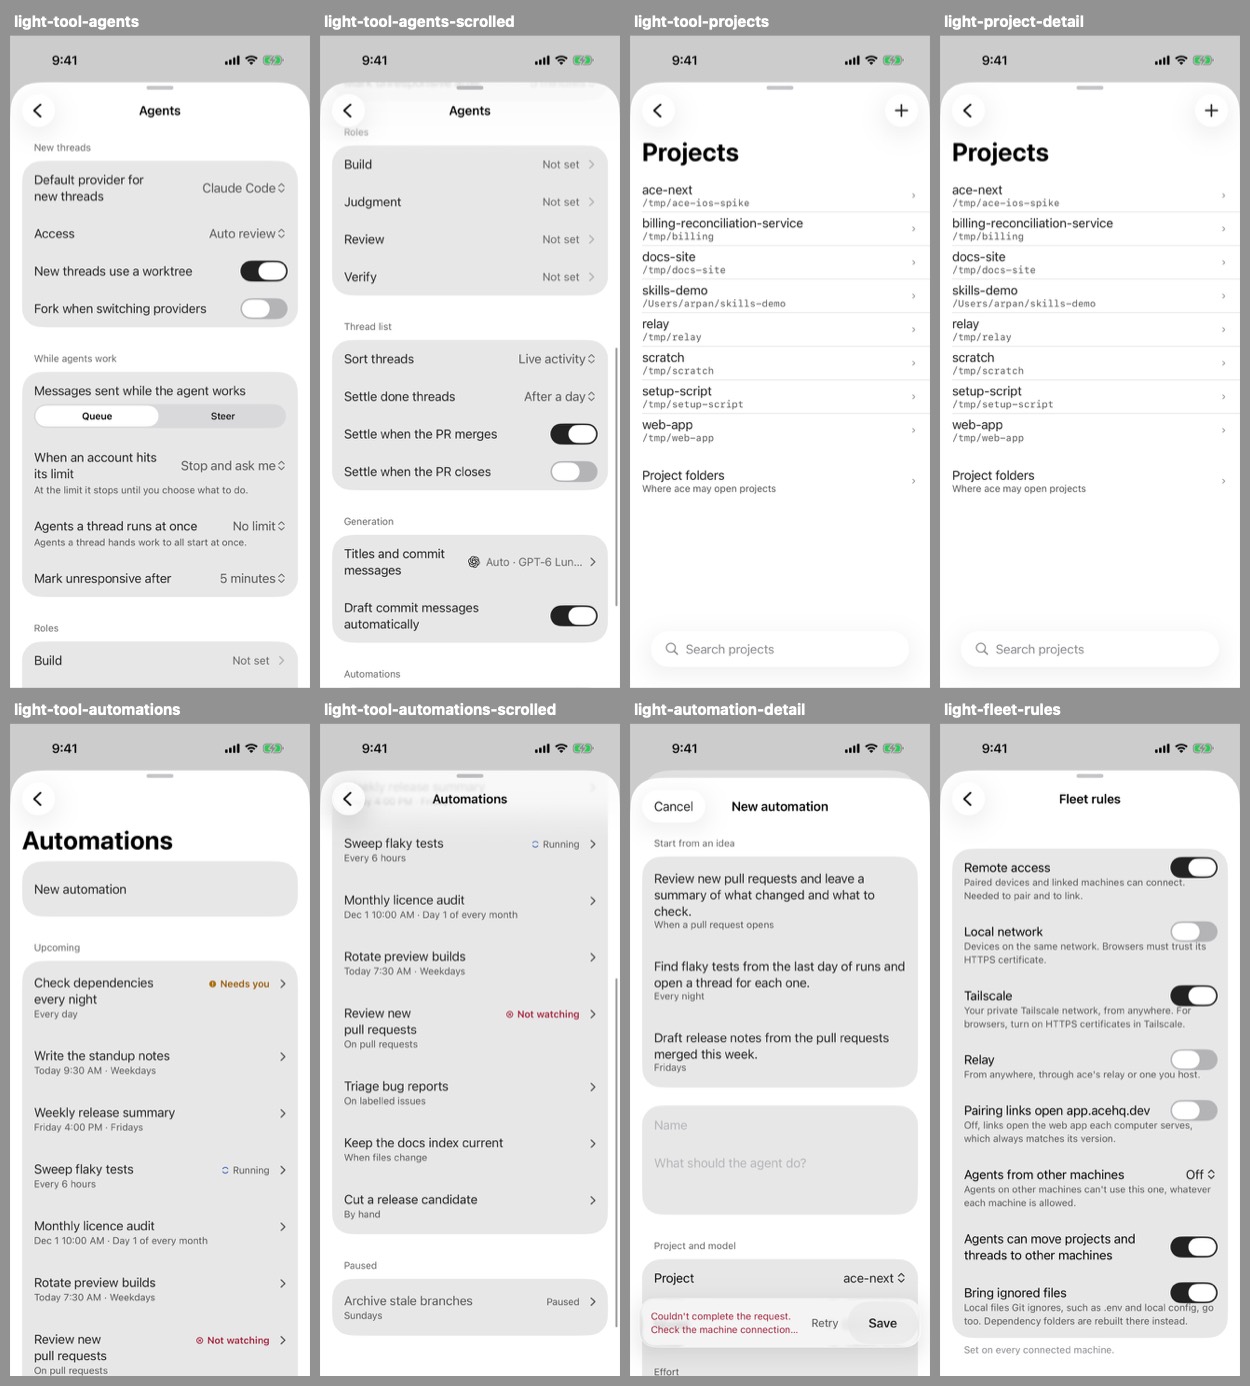 light-tool-agents
9:41
Agents
New threads
Default provider for
new threads
Claude Code
Access
Auto review
New threads use a worktree
Fork when switching providers
While agents work
Messages sent while the agent works
Queue
Steer
When an account hits
its limit
Stop and ask me
At the limit it stops until you choose what to do.
Agents a thread runs at once
No limit
Agents a thread hands work to all start at once.
Mark unresponsive after
5 minutes
Roles
Build
Not set
light-tool-agents-scrolled
9:41
Agents
Roles
Build
Not set
Judgment
Not set
Review
Not set
Verify
Not set
Thread list
Sort threads
Live activity
Settle done threads
After a day
Settle when the PR merges
Settle when the PR closes
Generation
Titles and commit
messages
Auto · GPT-6 Lun...
Draft commit messages
automatically
Automations
light-tool-projects
9:41
Projects
ace-next
/tmp/ace-ios-spike
billing-reconciliation-service
/tmp/billing
docs-site
/tmp/docs-site
skills-demo
/Users/arpan/skills-demo
relay
/tmp/relay
scratch
/tmp/scratch
setup-script
/tmp/setup-script
web-app
/tmp/web-app
Project folders
Where ace may open projects
Search projects
light-project-detail
9:41
Projects
ace-next
/tmp/ace-ios-spike
billing-reconciliation-service
/tmp/billing
docs-site
/tmp/docs-site
skills-demo
/Users/arpan/skills-demo
relay
/tmp/relay
scratch
/tmp/scratch
setup-script
/tmp/setup-script
web-app
/tmp/web-app
Project folders
Where ace may open projects
Search projects
light-tool-automations
9:41
Automations
New automation
Upcoming
Check dependencies
every night
Needs you
Every day
Write the standup notes
Today 9:30 AM · Weekdays
Weekly release summary
Friday 4:00 PM · Fridays
Sweep flaky tests
Running
Every 6 hours
Monthly licence audit
Dec 1 10:00 AM · Day 1 of every month
Rotate preview builds
Today 7:30 AM · Weekdays
Review new
pull requests
Not watching
On pull requests
light-tool-automations-scrolled
9:41
Automations
Sweep flaky tests
Running
Every 6 hours
Monthly licence audit
Dec 1 10:00 AM · Day 1 of every month
Rotate preview builds
Today 7:30 AM · Weekdays
Review new
pull requests
Not watching
On pull requests
Triage bug reports
On labelled issues
Keep the docs index current
When files change
Cut a release candidate
By hand
Paused
Archive stale branches
Paused
Sundays
light-automation-detail
9:41
Cancel
New automation
Start from an idea
Review new pull requests and leave a
summary of what changed and what to
check.
When a pull request opens
Find flaky tests from the last day of runs and
open a thread for each one.
Every night
Draft release notes from the pull requests
merged this week.
Fridays
Name
What should the agent do?
Project and model
Project
ace-next
Couldn't complete the request.
Check the machine connection...
Retry
Save
Effort
light-fleet-rules
9:41
Fleet rules
Remote access
Paired devices and linked machines can connect.
Needed to pair and to link.
Local network
Devices on the same network. Browsers must trust its
HTTPS certificate.
Tailscale
Your private Tailscale network, from anywhere. For
browsers, turn on HTTPS certificates in Tailscale.
Relay
From anywhere, through ace's relay or one you host.
Pairing links open app.acehq.dev
Off, links open the web app each computer serves,
which always matches its version.
Agents from other machines
Off
Agents on other machines can't use this one, whatever
each machine is allowed.
Agents can move projects and
threads to other machines
Bring ignored files
Local files Git ignores, such as .env and local config, go
too. Dependency folders are rebuilt there instead.
Set on every connected machine.